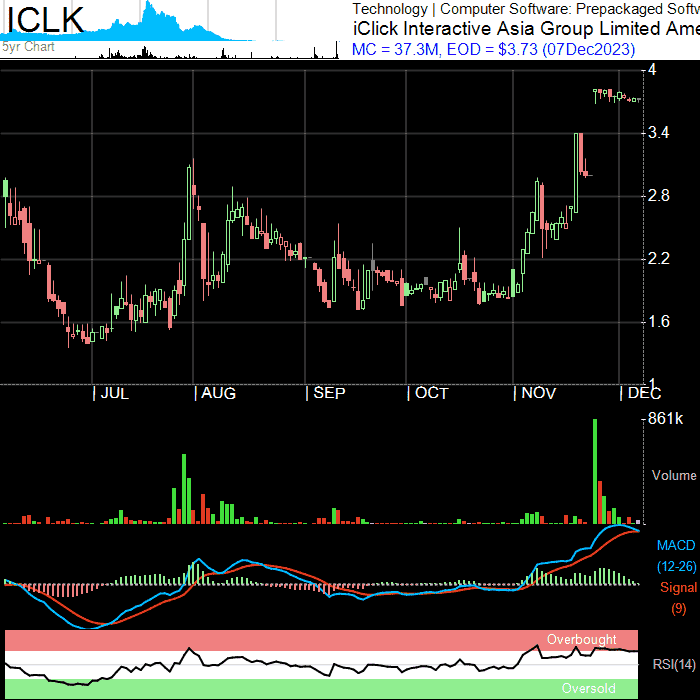 ICLK
5yr Chart
Technology | Computer Software: Prepackaged Softw
iClick Interactive Asia Group Limited Ame
MC = 37.3M, EOD = $3.73 (07Dec2023)
4
3.4
2.8
2.2
1.6
1
JUL
AUG
SEP
OCT
NOV
DEC
861k
Volume
MACD
(12-26)
Signal
(9)
Overbought
RSI(14)
Oversold